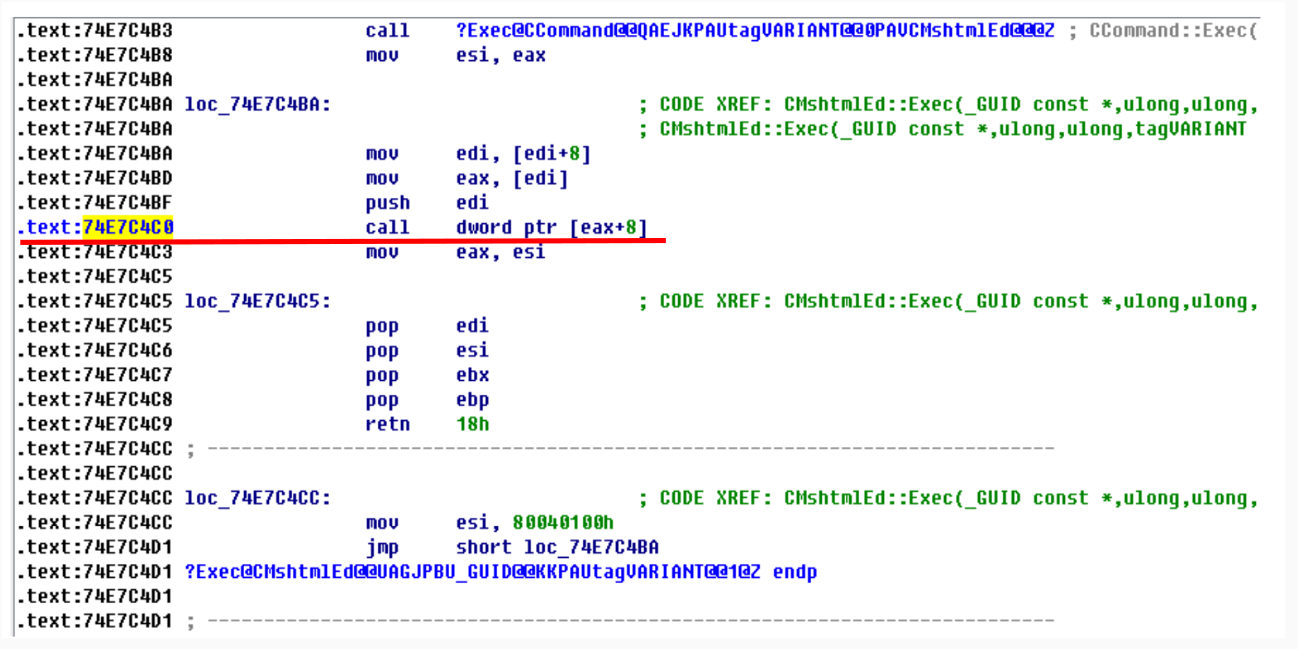 .text:74E7C4B3 call ?Exec@CCommand@@QAEJKPAUtagVARIANT@@0PAVCMshtmlEd@@@Z ; CCommand::Exec(
.text:74E7C4B8 mov esi, eax
.text:74E7C4BA
.text:74E7C4BA loc_74E7C4BA: ; CODE XREF: CMshtmlEd::Exec(_GUID const *,ulong,ulong,
.text:74E7C4BA ; CMshtmlEd::Exec(_GUID const *,ulong,ulong,tagVARIANT
.text:74E7C4BA mov edi, [edi+8]
.text:74E7C4BD mov eax, [edi]
.text:74E7C4BF push edi
.text:74E7C4C0 call dword ptr [eax+8]
.text:74E7C4C3 mov eax, esi
.text:74E7C4C5
.text:74E7C4C5 loc_74E7C4C5: ; CODE XREF: CMshtmlEd::Exec(_GUID const *,ulong,ulong,
.text:74E7C4C5 pop edi
.text:74E7C4C6 pop esi
.text:74E7C4C7 pop ebx
.text:74E7C4C8 pop ebp
.text:74E7C4C9 retn 18h
.text:74E7C4CC ; ---------------------------------------------------------------------------
.text:74E7C4CC
.text:74E7C4CC loc_74E7C4CC: ; CODE XREF: CMshtmlEd::Exec(_GUID const *,ulong,ulong,
.text:74E7C4CC mov esi, 80040100h
.text:74E7C4D1 jmp short loc_74E7C4BA
.text:74E7C4D1 ?Exec@CMshtmlEd@@UAGJPBU_GUID@@KKPAUtagVARIANT@@1@Z endp
.text:74E7C4D1
.text:74E7C4D1 ; ---------------------------------------------------------------------------